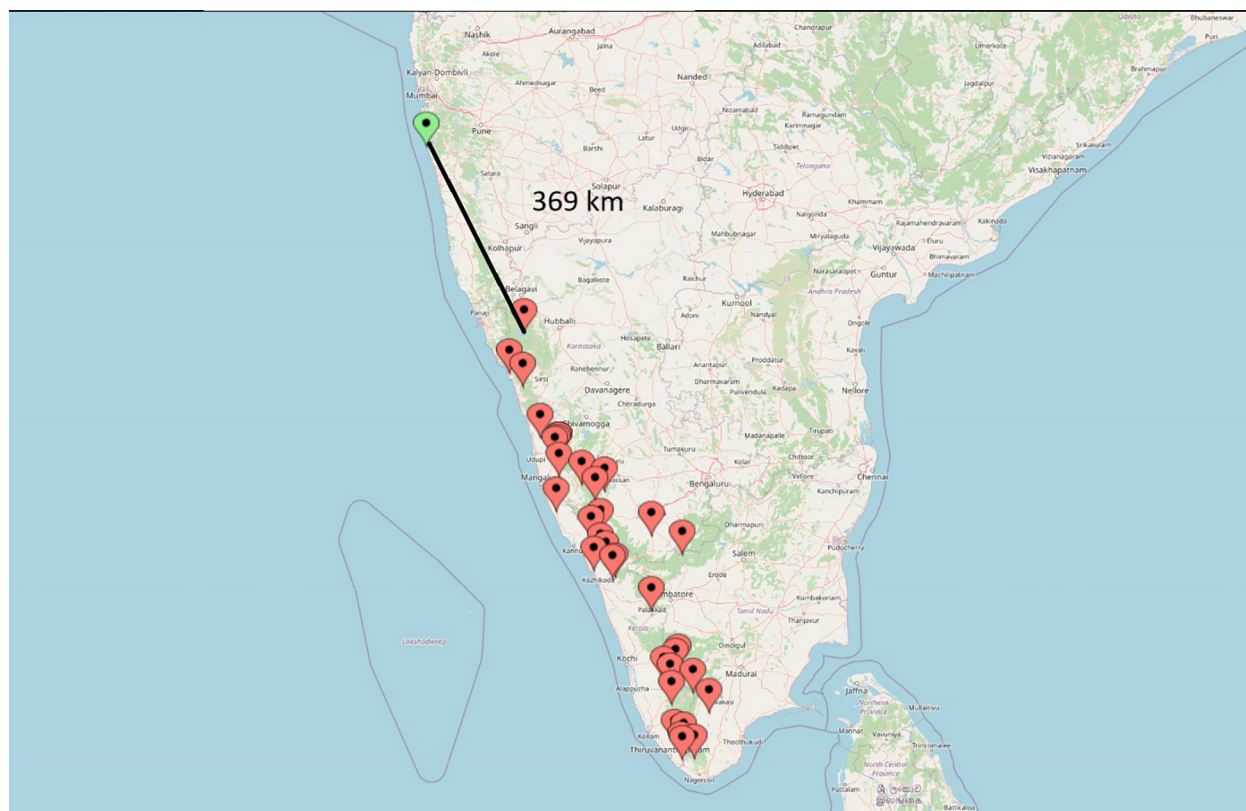 Odisha
Bhubaneswar
Puri
Chandrapur
Nashik
Aurangabad
Jalna
Adilabad
Umerkote
Akole
Brahmapur
Kalyan-Dombivli
Ahmednagar
Beed
Nanded
Jagdalpur
Mumbai
Nizamabad
Ramagundam
Karimnagar
Pune
Latur
Udgir
Srikakulam
Barshi
Siddipet
Bidar
Vizianagaram
Telangana
Visakhapatnam
Satara
Solapur
Hyderabad
369 km
Kalaburagi
Khammam
Nalgonda
Rajamahendravaram
Kakinada
Sangli
Mahbubnagar
Miryalaguda
Vijayapura
Eluru
Kolhapur
Vijayawada
Bhimavaram
Narasaraopet
Guntur
Machilipatnam
Bagalkote
Raichur
Belagavi
Andhra Pradesh
Kurnool
Panaji
Adoni
Nandyal
Hubballi
Ongole
Hosapete
Karnataka
Ballari
Kavali
Proddatur
Ranebennur
Anantapur
Sirsi
Dharmavaram
Kadapa
Davanagere
Pulivendula
Nellore
Chitradurga
Shivamogga
Tirupati
Madanapalle
Tumakuru
Udupi
Kolar
Chittoor
Chennai
Vellore
Bengaluru
Kanchipuram
Dharmapuri
Puducherry
Salem
Kozhikode
Erode
Kumbakonam
Palakkad
Tamil Nadu
Thanjavur
Kerala
Lakshadweep
Dindigul
Kochi
Madurai
Alappuzha
Jaffna
Northern
Province
Mullaitivu
Kollam
Thoothukudi
Mannar
Vavuniya
Trincomalee
Nagercoil
North Central
Province
Puttalam
ශ්‍රී ලංකාව
இலங்கை
Batticaloa